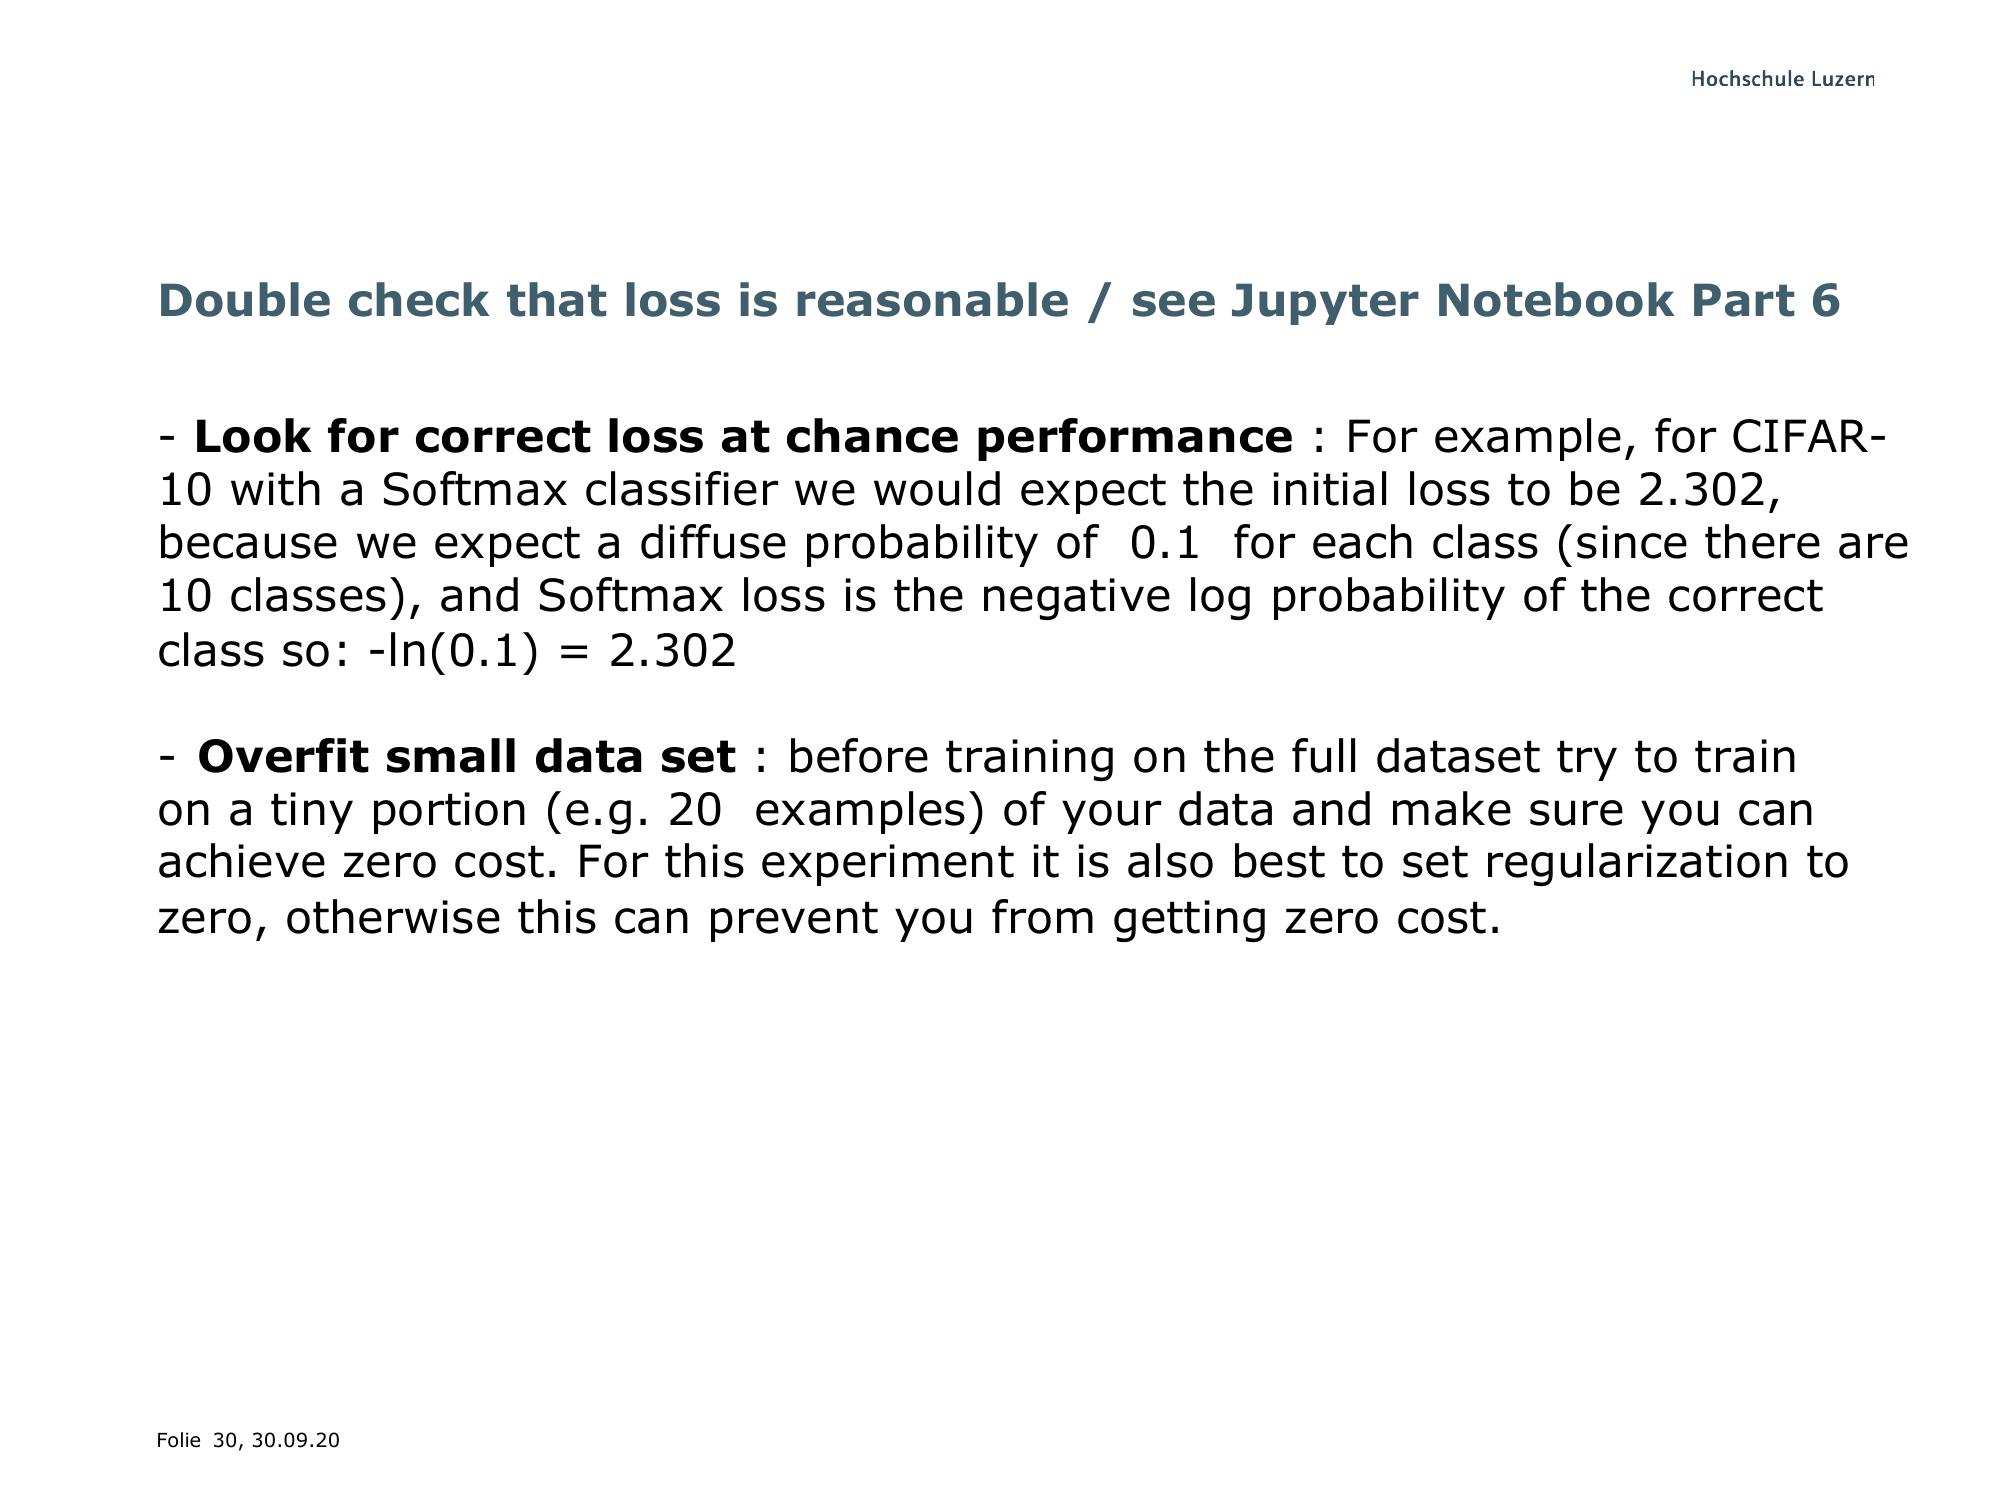 Hochschule Luzern
Double check that loss is reasonable / see Jupyter Notebook Part 6
- Look for correct loss at chance performance : For example, for CIFAR-
10 with a Softmax classifier we would expect the initial loss to be 2.302,
because we expect a diffuse probability of  0.1  for each class (since there are
10 classes), and Softmax loss is the negative log probability of the correct
class so: -ln(0.1) = 2.302
- Overfit small data set : before training on the full dataset try to train
on a tiny portion (e.g. 20  examples) of your data and make sure you can
achieve zero cost. For this experiment it is also best to set regularization to
zero, otherwise this can prevent you from getting zero cost.
Folie 30, 30.09.20